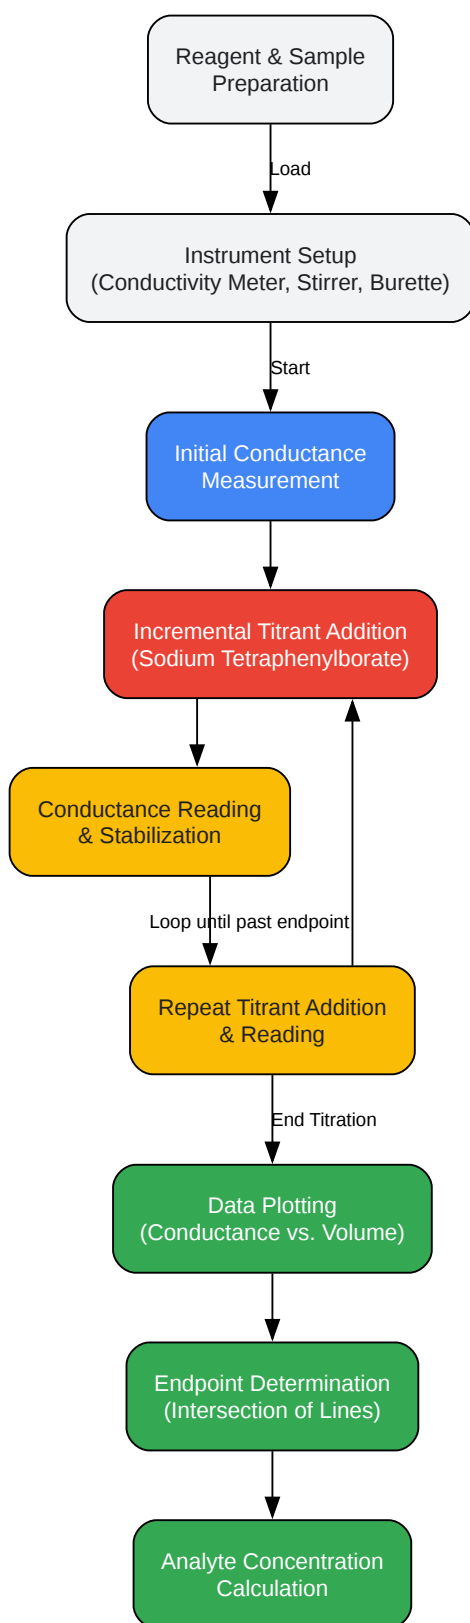 Reagent & Sample
Preparation
Load
Instrument Setup
(Conductivity Meter, Stirrer, Burette)
Start
Initial Conductance
Measurement
Incremental Titrant Addition
(Sodium Tetraphenylborate)
Conductance Reading
& Stabilization
Loop until past endpoint
Repeat Titrant Addition
& Reading
End Titration
Data Plotting
(Conductance vs. Volume)
Endpoint Determination
(Intersection of Lines)
Analyte Concentration
Calculation